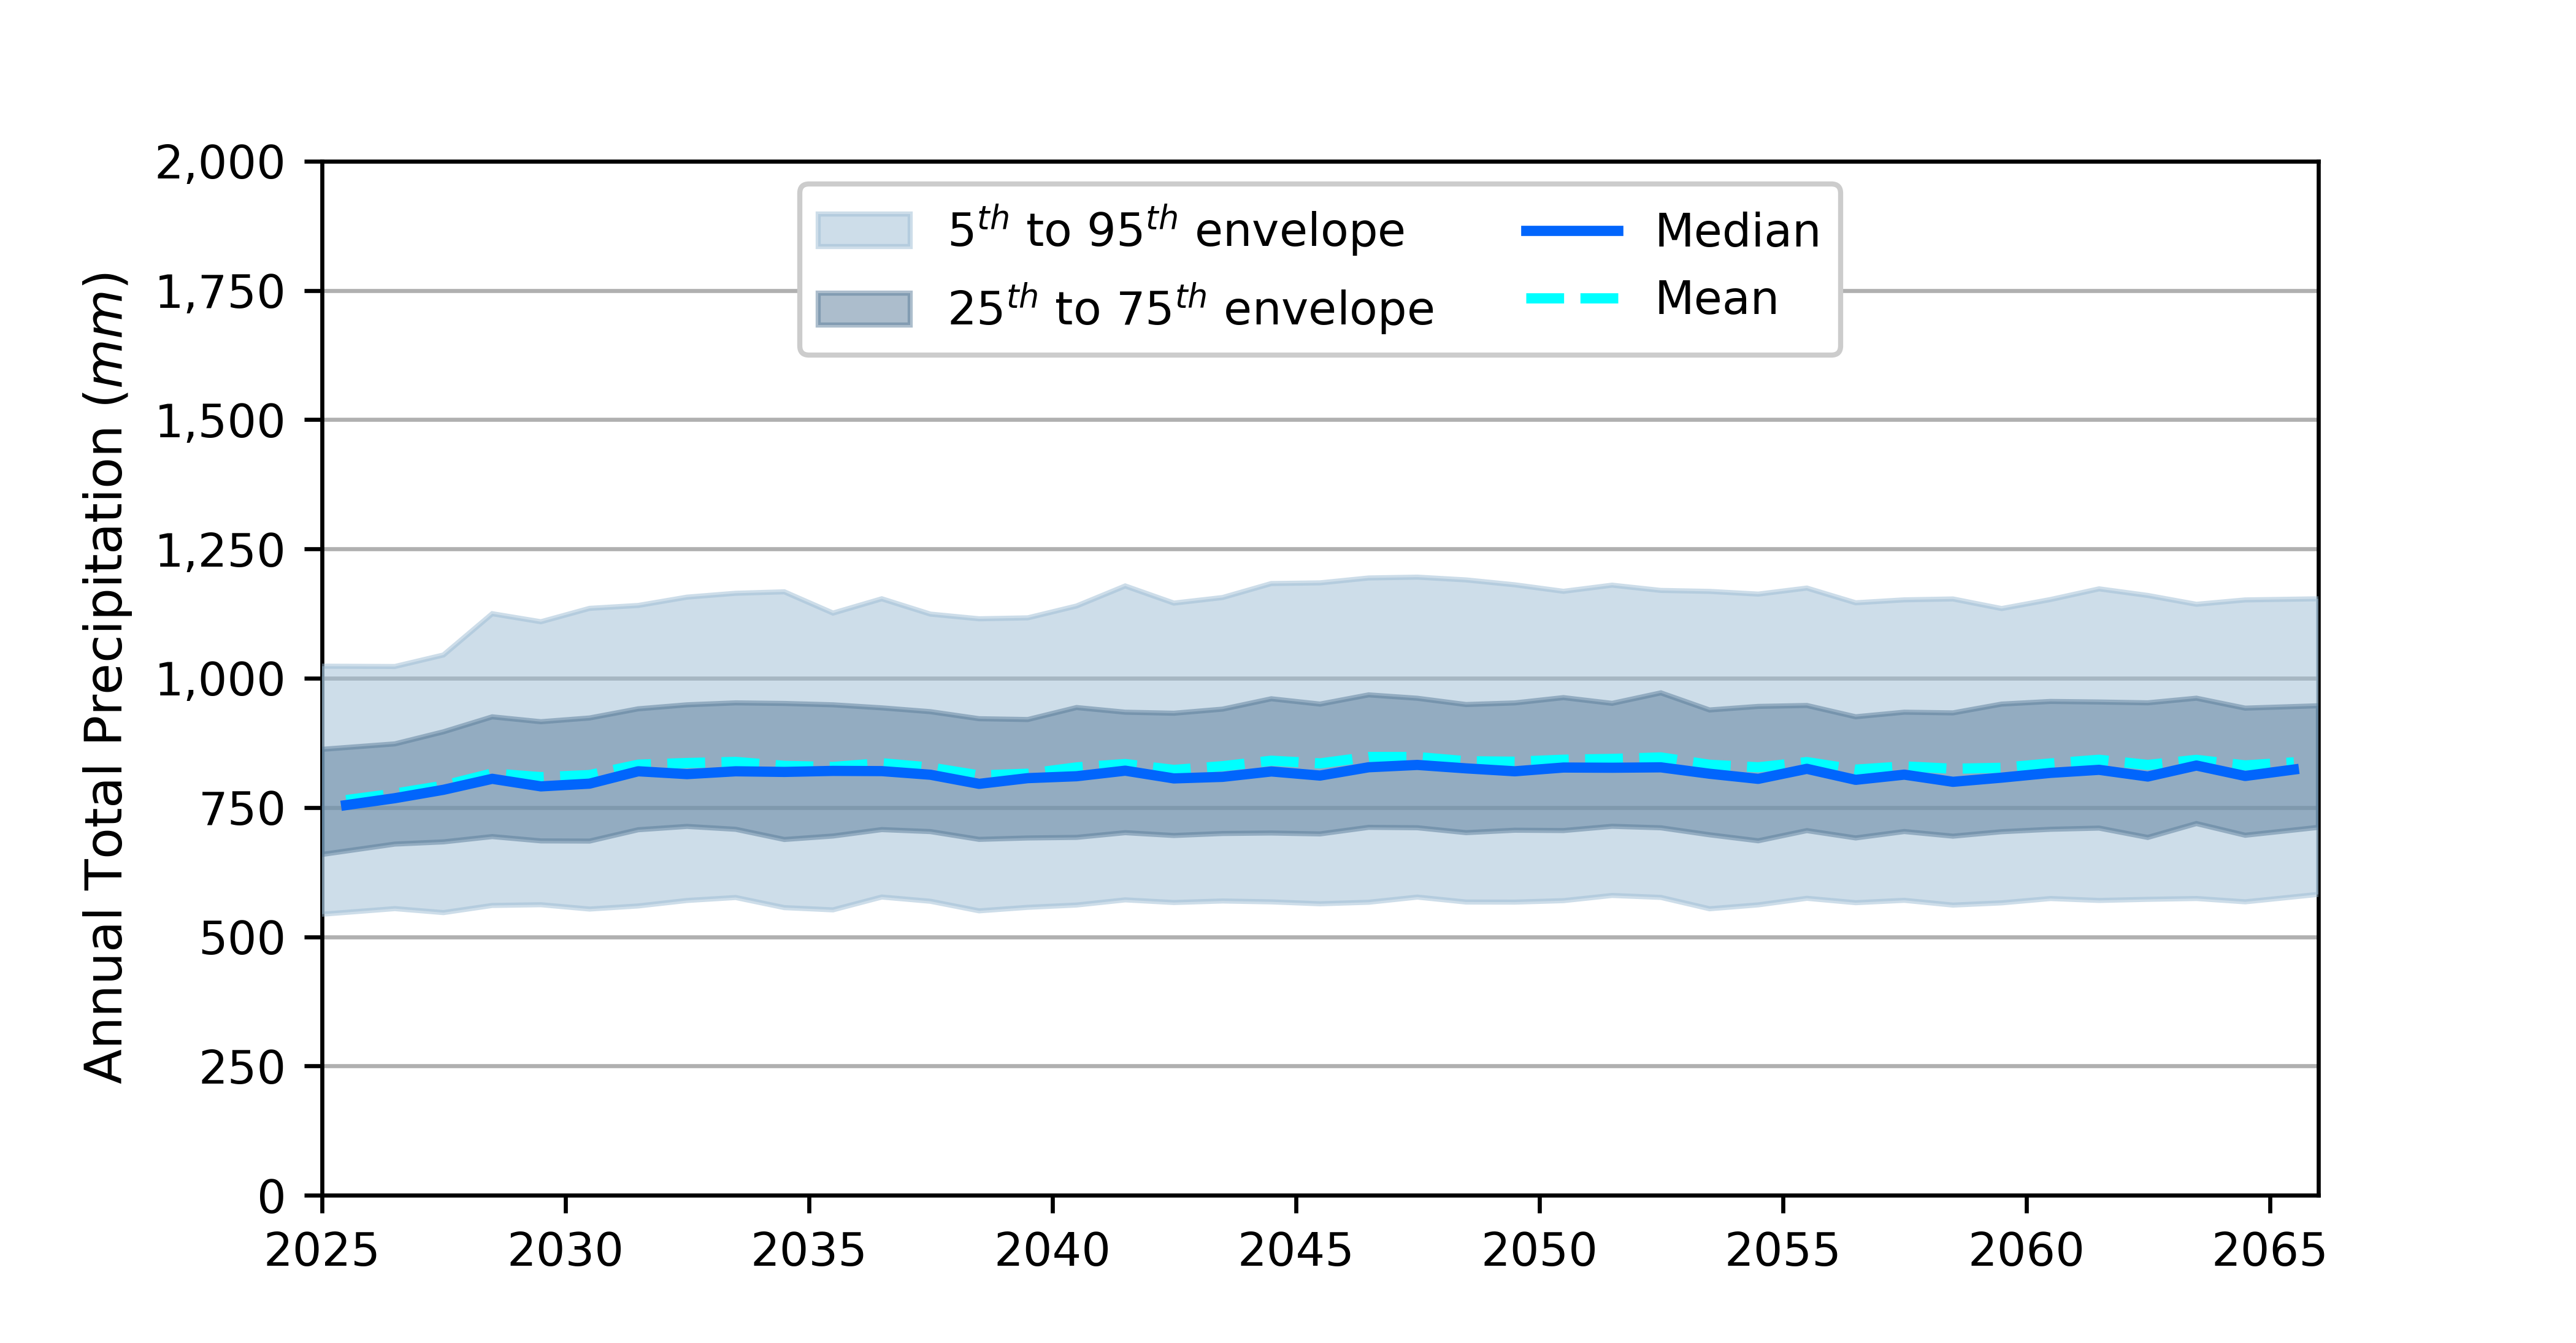 2,000
1,750
1,500
1,250
1,000
750
500
250
0
Annual Total Precipitation (mm)
5th to 95th envelope
25th to 75th envelope
Median
Mean
2025 2030 2035 2040 2045 2050 2055 2060 2065